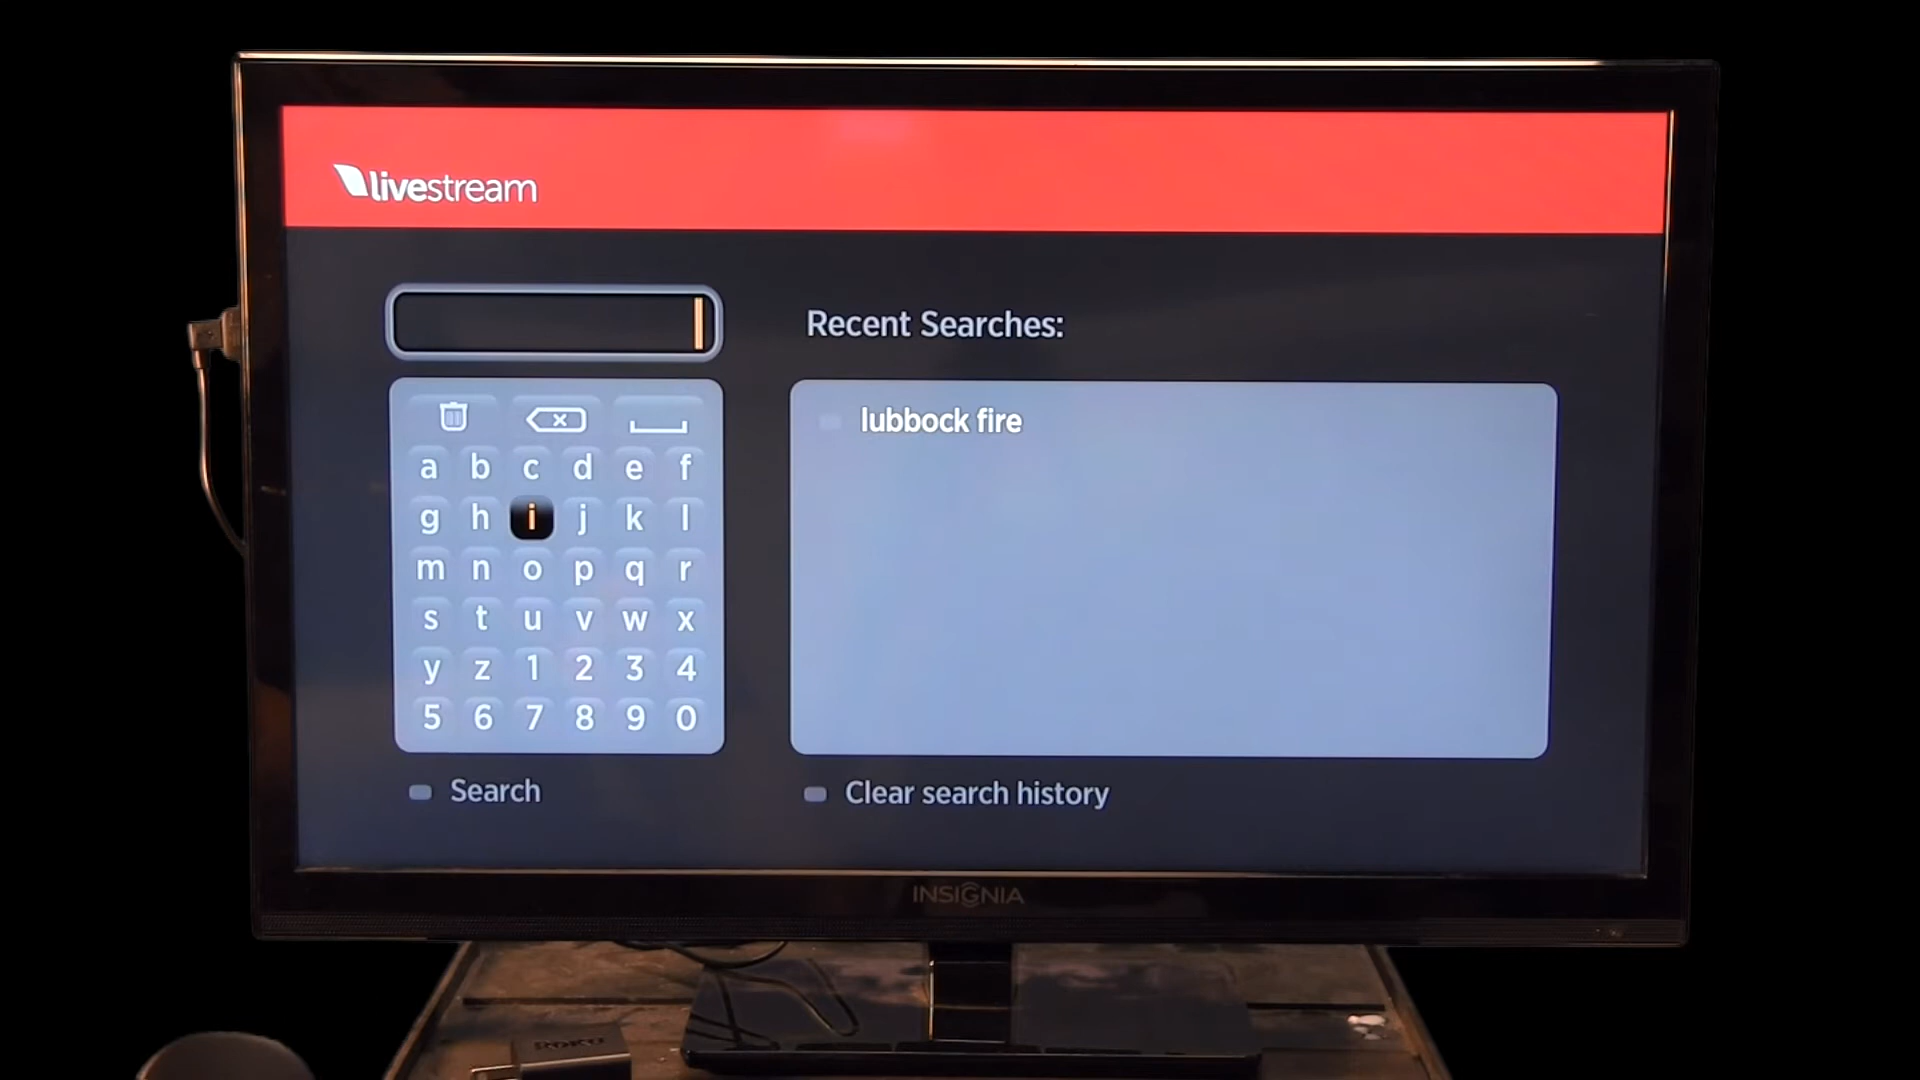 livestream
Recent Searches:
lubbock fire
a b c d e f
g h i j k l
m n o p q r
s t u v w x
y z 1 2 3 4
5 6 7 8 9 0
Search
Clear search history
INSIGNIA
ROKU